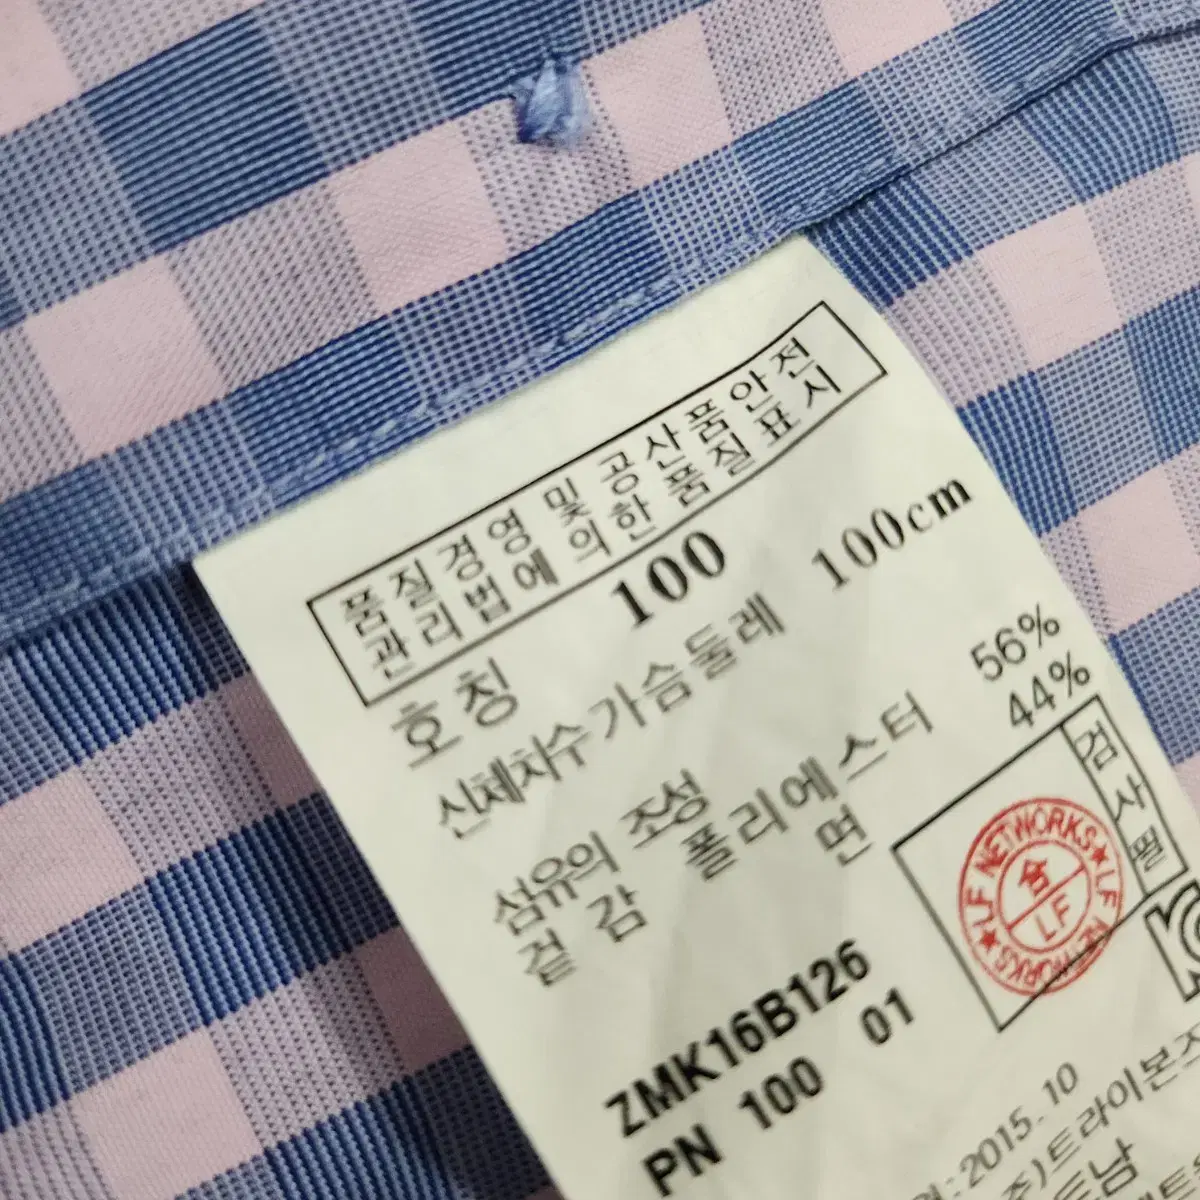 품질경영 및 공산품안전
관리법에 의한 품질표시
호칭 100
신체치수 가슴둘레 100cm
섬유의 조성
겉감 폴리에스터 56%
면 44%
검사필
LF NETWORKS★LF NETWORKS★
合
LF
ZMK16B126
PN 100 01
:2015.10
)트라이본즈